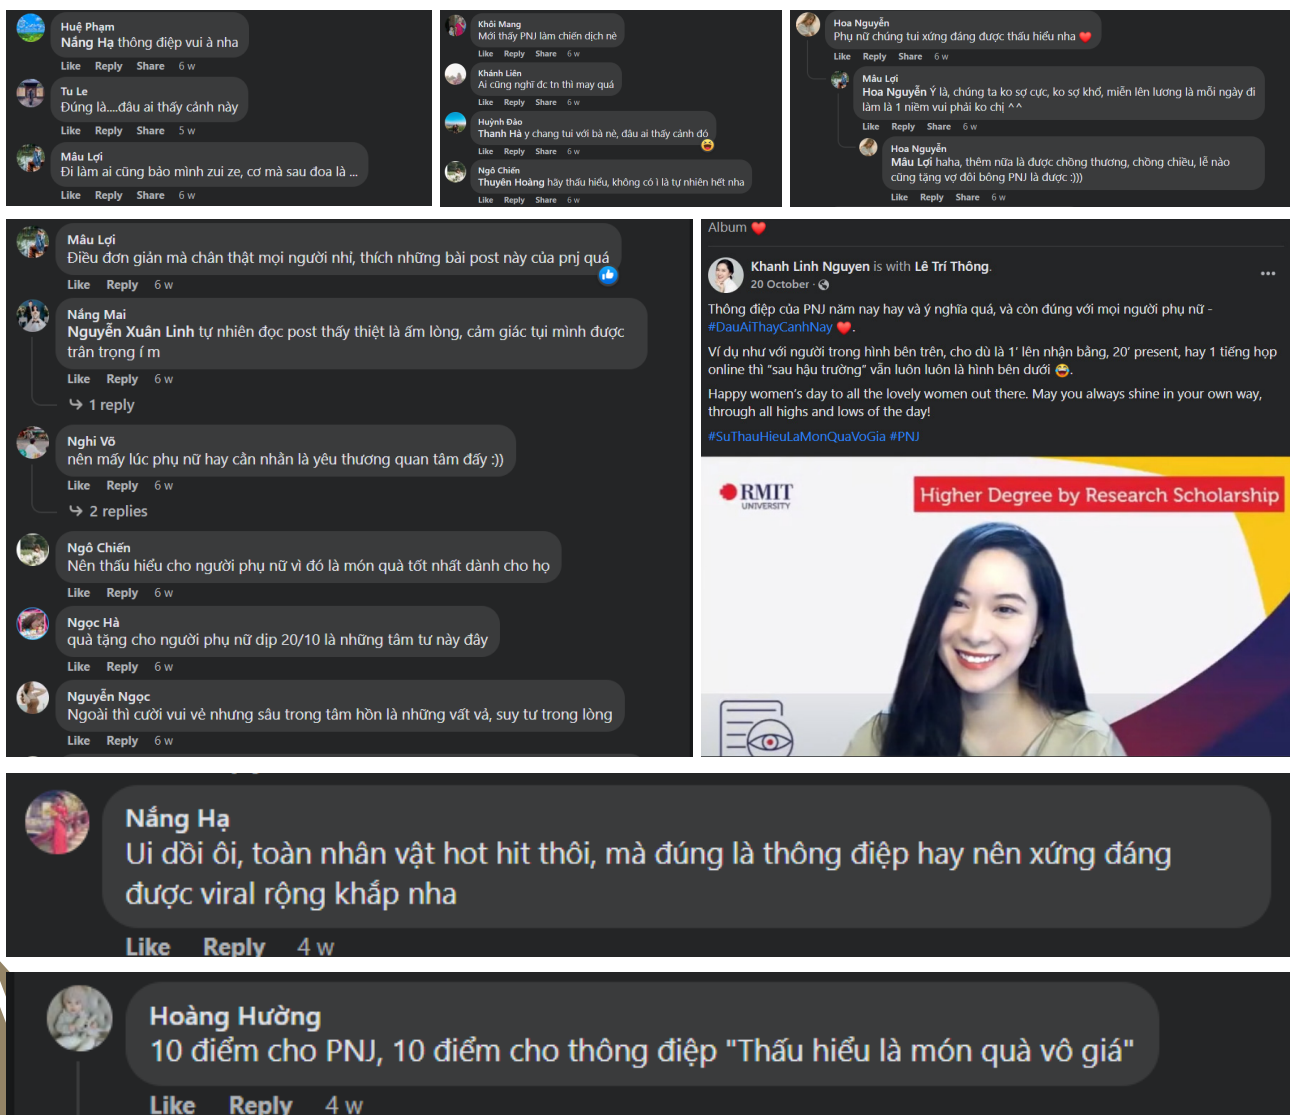 Huệ Phạm
Nắng Hạ thông điệp vui à nha
Like Reply Share 6 w
Tu Le
Đúng là....đâu ai thấy cảnh này
Like Reply Share 5 w
Mâu Lợi
Đi làm ai cũng bảo mình zui ze, cơ mà sau đoa là ...
Like Reply Share 6 w
Khôi Mang
Mới thấy PNJ làm chiến dịch nè
Like Reply Share 6 w
Khánh Liên
Ai cũng nghĩ đc tn thì may quá
Like Reply Share 6 w
Huỳnh Đảo
Thanh Hà y chang tui với bà nè, đâu ai thấy cảnh đó
Like Reply Share 6 w
Ngô Chiến
Thuyên Hoàng hãy thấu hiểu, không có ì là tự nhiên hết nha
Like Reply Share 6 w
Hoa Nguyễn
Phụ nữ chúng tui xứng đáng được thấu hiểu nha ❤️
Like Reply Share 6 w
Mâu Lợi
Hoa Nguyễn Ý là, chúng ta ko sợ cực, ko sợ khổ, miễn lên lương là mỗi ngày đi
làm là 1 niềm vui phải ko chị ^^
Like Reply Share 6 w
Hoa Nguyễn
Mâu Lợi haha, thêm nữa là được chồng thương, chồng chiều, lễ nào
cũng tặng vợ đôi bông PNJ là được :)))
Like Reply Share 6 w
Mâu Lợi
Điều đơn giản mà chân thật mọi người nhỉ, thích những bài post này của pnj quá
Like Reply 6 w
Nắng Mai
Nguyễn Xuân Linh tự nhiên đọc post thấy thiệt là ấm lòng, cảm giác tụi mình được
trân trọng í m
Like Reply 6 w
1 reply
Nghi Võ
nên mấy lúc phụ nữ hay cằn nhằn là yêu thương quan tâm đấy :))
Like Reply 6 w
2 replies
Ngô Chiến
Nên thấu hiểu cho người phụ nữ vì đó là món quà tốt nhất dành cho họ
Like Reply 6 w
Ngọc Hà
quà tặng cho người phụ nữ dịp 20/10 là những tâm tư này đây
Like Reply 6 w
Nguyễn Ngọc
Ngoài thì cười vui vẻ nhưng sâu trong tâm hồn là những vất vả, suy tư trong lòng
Like Reply 6 w
Album ❤️
Khanh Linh Nguyen is with Lê Trí Thông.
20 October ·
Thông điệp của PNJ năm nay hay và ý nghĩa quá, và còn đúng với mọi người phụ nữ -
#DauAiThayCanhNay ❤️.
Ví dụ như với người trong hình bên trên, cho dù là 1' lên nhận bằng, 20' present, hay 1 tiếng họp
online thì "sau hậu trường" vẫn luôn luôn là hình bên dưới 😂.
Happy women's day to all the lovely women out there. May you always shine in your own way,
through all highs and lows of the day!
#SuThauHieuLaMonQuaVoGia #PNJ
RMIT
UNIVERSITY
Higher Degree by Research Scholarship
Nắng Hạ
Ui dồi ôi, toàn nhân vật hot hit thôi, mà đúng là thông điệp hay nên xứng đáng
được viral rộng khắp nha
Like Reply 4 w
Hoàng Hường
10 điểm cho PNJ, 10 điểm cho thông điệp "Thấu hiểu là món quà vô giá"
Like Reply 4 w